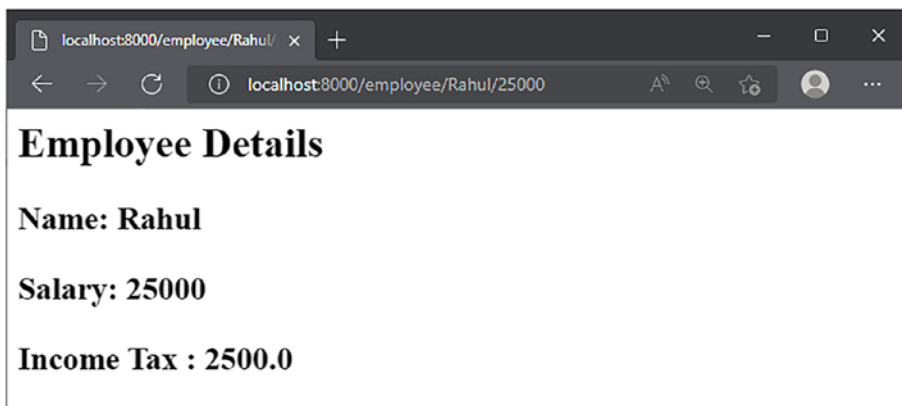 localhost:8000/employee/Rahul/
localhost:8000/employee/Rahul/25000
Employee Details
Name: Rahul
Salary: 25000
Income Tax : 2500.0